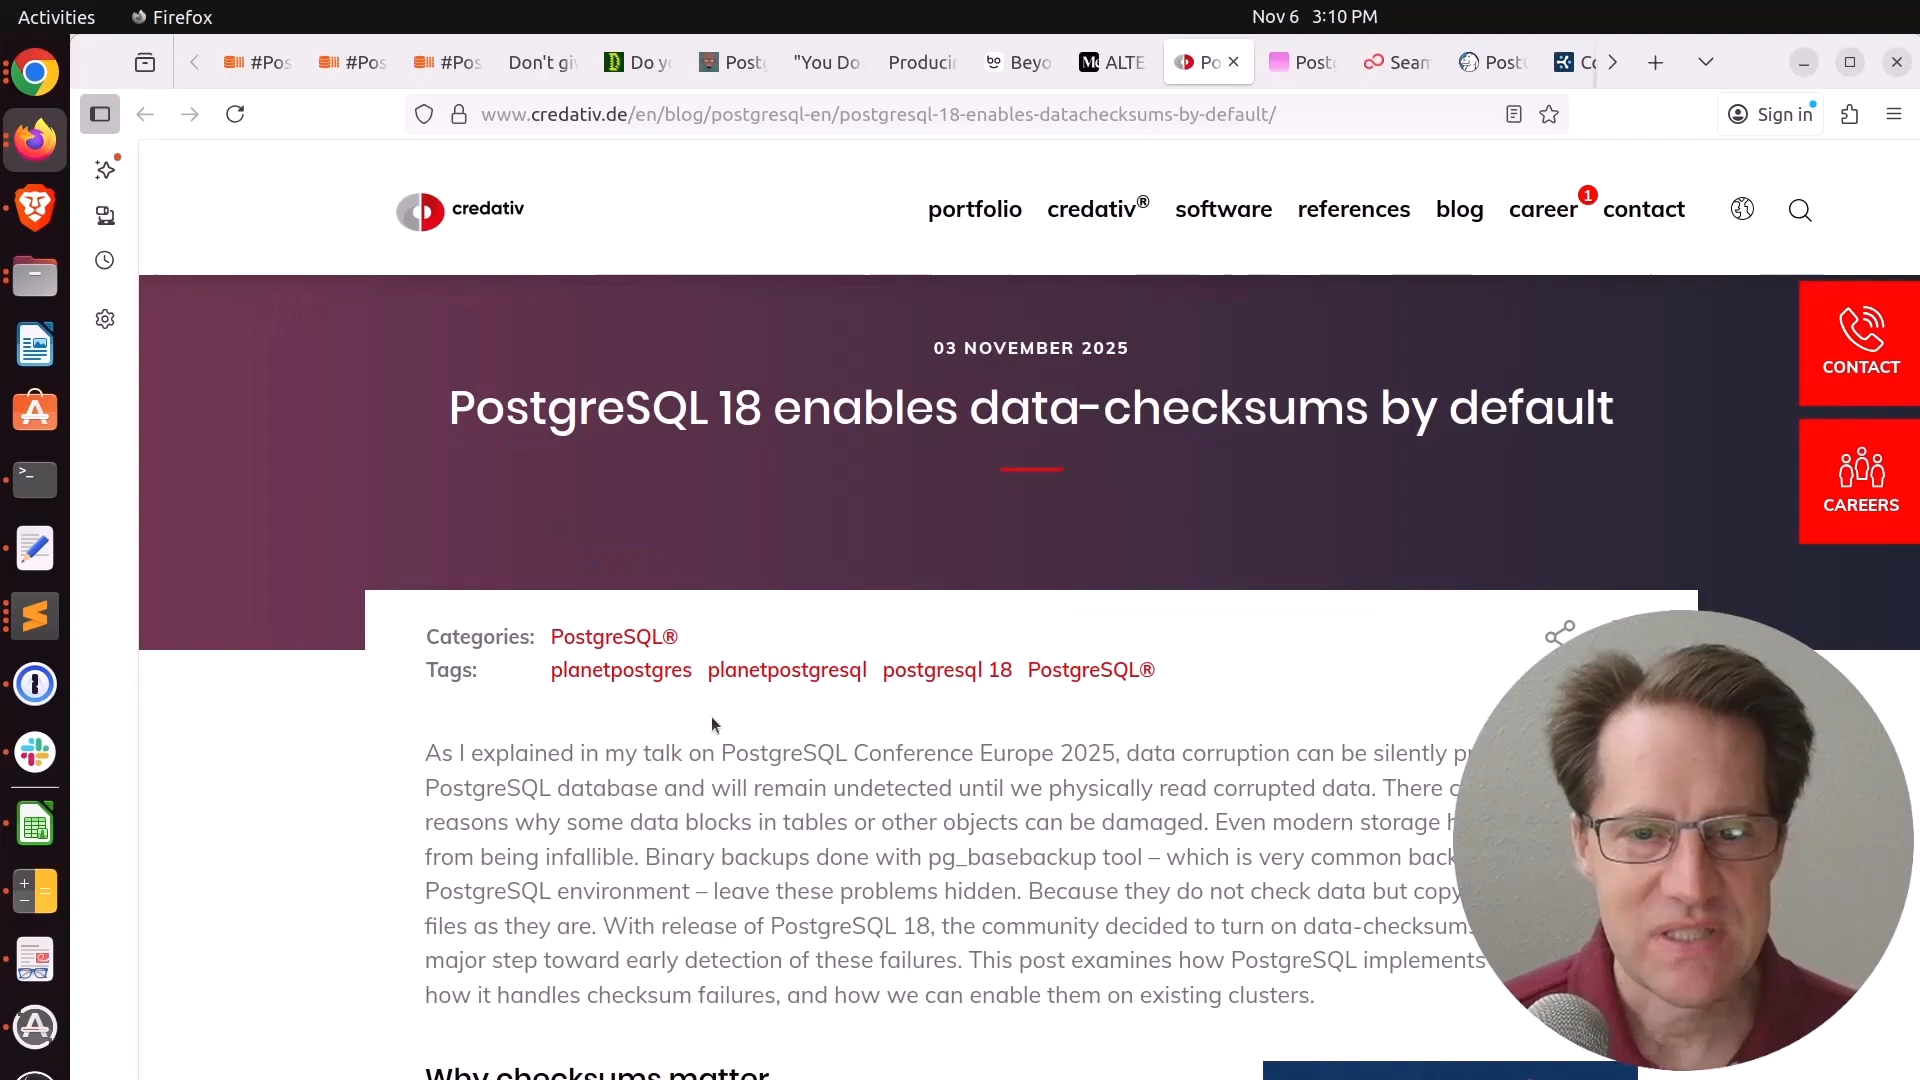 Activities
Firefox
Nov 6 3:10 PM
#Pos
#Pos
#Pos
Don't giv
Do y
Postg
"You Do
Producin
Beyo
ALTE
Po
Postg
Seam
Post
Co
www.credativ.de/en/blog/postgresql-en/postgresql-18-enables-datachecksums-by-default/
Sign in
credativ
portfolio
credativ®
software
references
blog
career
1
contact
CONTACT
CAREERS
03 NOVEMBER 2025
PostgreSQL 18 enables data-checksums by default
Categories: PostgreSQL®
Tags: planetpostgres planetpostgresql postgresql 18 PostgreSQL®
As I explained in my talk on PostgreSQL Conference Europe 2025, data corruption can be silently
PostgreSQL database and will remain undetected until we physically read corrupted data. There
reasons why some data blocks in tables or other objects can be damaged. Even modern storage
from being infallible. Binary backups done with pg_basebackup tool – which is very common
PostgreSQL environment – leave these problems hidden. Because they do not check data but copy
files as they are. With release of PostgreSQL 18, the community decided to turn on data-checksums
major step toward early detection of these failures. This post examines how PostgreSQL implements
how it handles checksum failures, and how we can enable them on existing clusters.
Why checksums matter